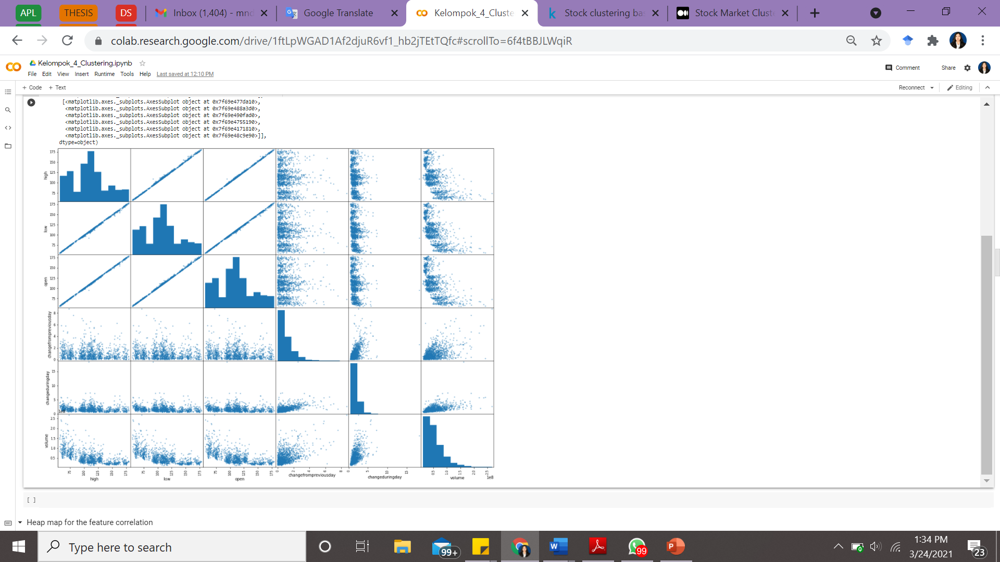 APL
THESIS
DS
Inbox (1,404) - mnd
Google Translate
Kelompok_4_Cluste
Stock clustering ba
Stock Market Cluste
colab.research.google.com/drive/1ftLpWGAD1Af2djuR6vf1_hb2jTEtTQfc#scrollTo=6f4tBBJLWqiR
Kelompok_4_Clustering.ipynb
File Edit View Insert Runtime Tools Help Last saved at 12:10 PM
Comment Share
+ Code + Text
Reconnect Editing
[<matplotlib.axes._subplots.AxesSubplot object at 0x7f69e477da10>,
<matplotlib.axes._subplots.AxesSubplot object at 0x7f69e488a3d0>,
<matplotlib.axes._subplots.AxesSubplot object at 0x7f69e490fad0>,
<matplotlib.axes._subplots.AxesSubplot object at 0x7f69e4755190>,
<matplotlib.axes._subplots.AxesSubplot object at 0x7f69e4171810>,
<matplotlib.axes._subplots.AxesSubplot object at 0x7f69e48c9e90>]],
dtype=object)
175
150
125
100
75
high
175
150
125
100
75
low
175
150
125
100
75
open
8
6
4
2
0
changefrompreviousday
15
10
5
0
changeduringday
1e8
2.5
2.0
1.5
1.0
0.5
volume
75 100 125 150 175
high
75 100 125 150 175
low
75 100 125 150 175
open
0 2 4 6 8
changefrompreviousday
0 5 10 15
changeduringday
0.5 1.0 1.5 2.0 2.5
1e8
volume
[ ]
Heap map for the feature correlation
Type here to search
99+
99
1:34 PM
3/24/2021
23